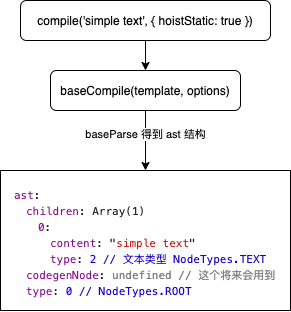 compile('simple text', { hoistStatic: true })
baseCompile(template, options)
baseParse 得到 ast 结构
ast:
children: Array(1)
0:
content: "simple text"
type: 2 // 文本类型 NodeTypes.TEXT
codegenNode: undefined // 这个将来会用到
type: 0 // NodeTypes.ROOT